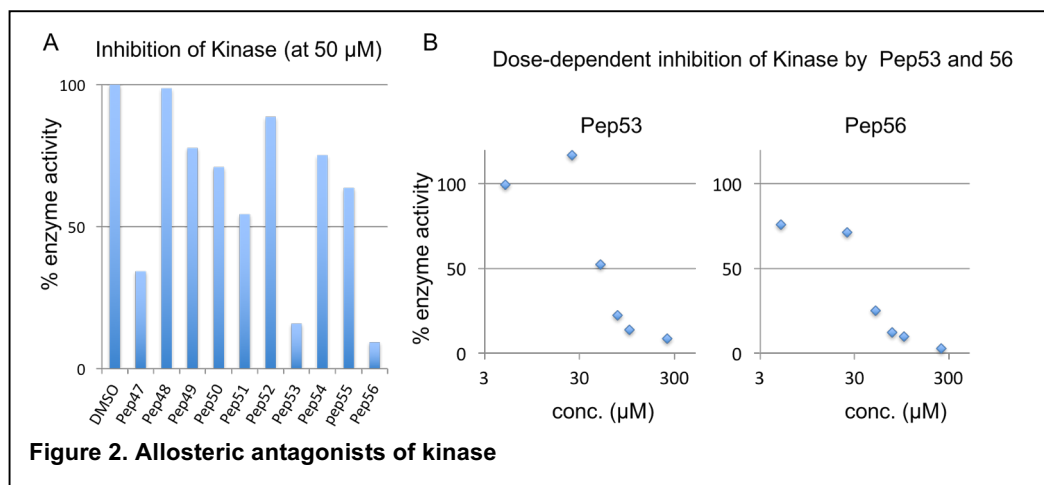 A
Inhibition of Kinase (at 50 µM)
% enzyme activity
100
50
0
DMSO
Pep47
Pep48
Pep49
Pep50
Pep51
Pep52
Pep53
Pep54
pep55
Pep56
B
Dose-dependent inhibition of Kinase by Pep53 and 56
Pep53
% enzyme activity
100
50
0
3
30
300
conc. (µM)
Pep56
100
50
0
3
30
300
conc. (µM)
Figure 2. Allosteric antagonists of kinase